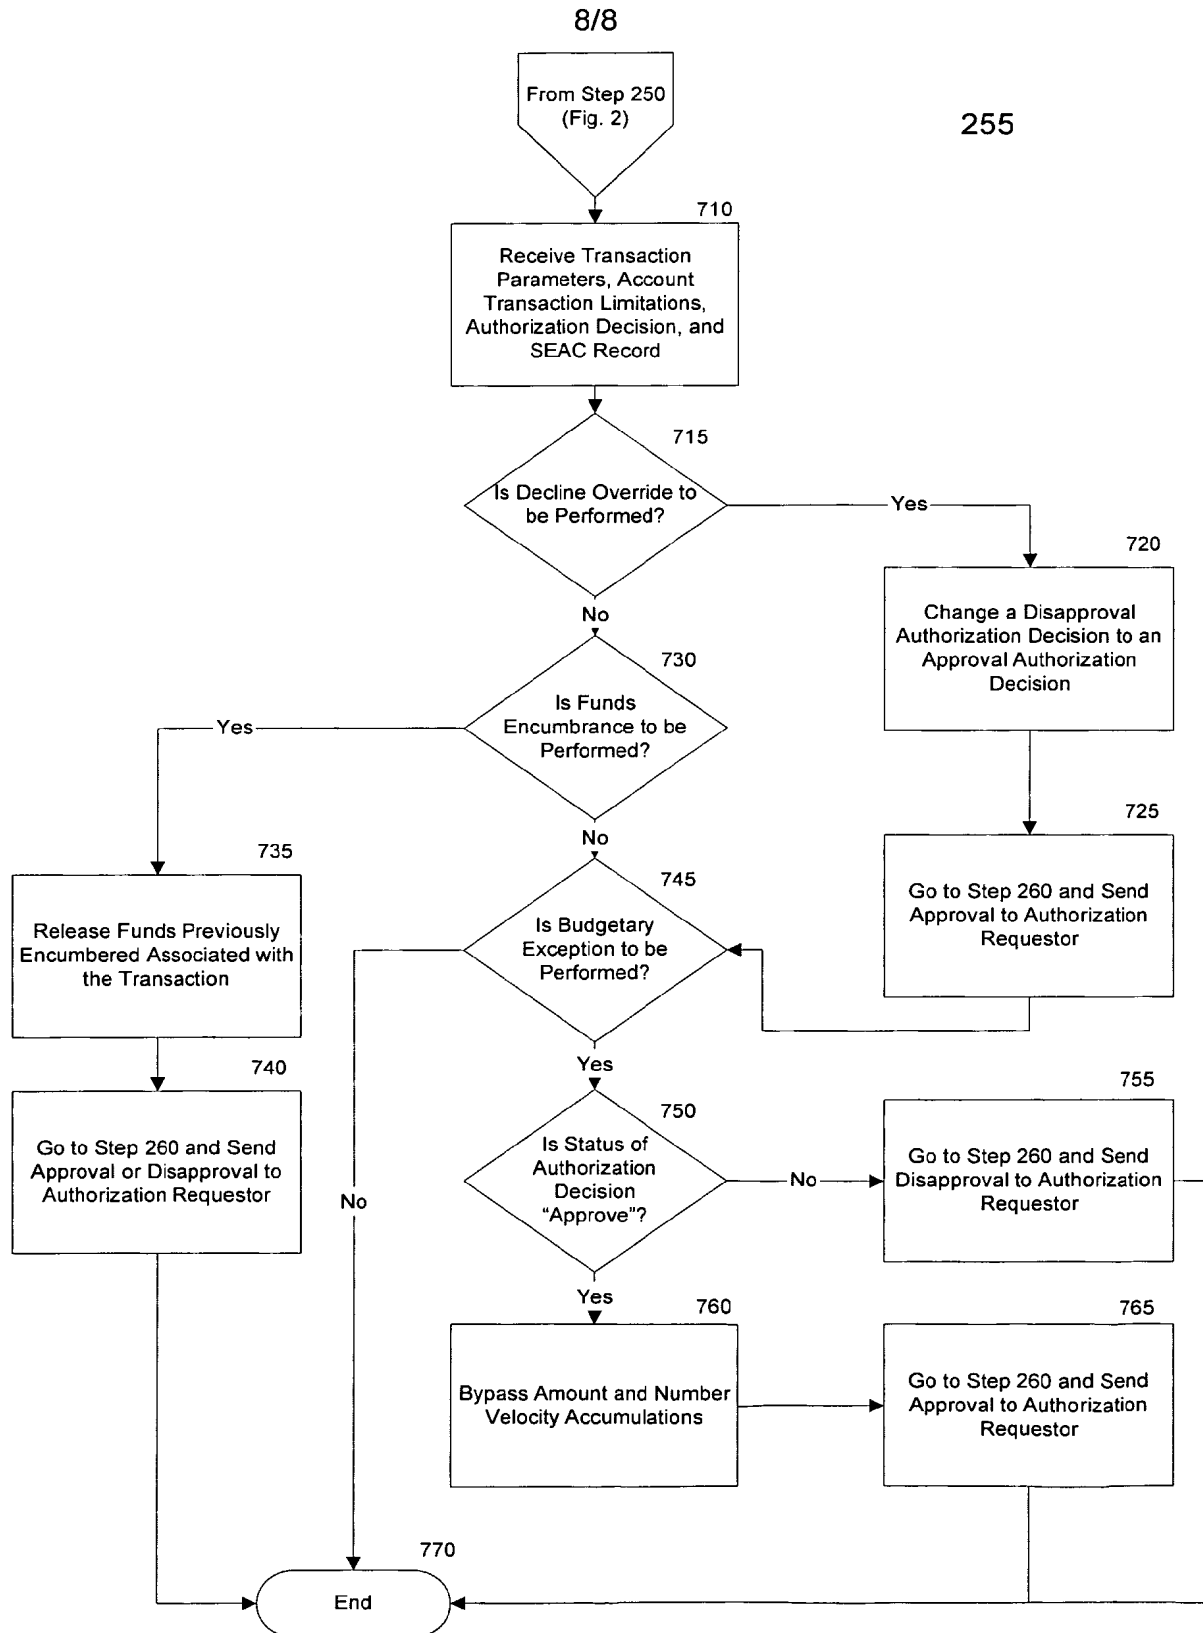 8/8
From Step 250
(Fig. 2)
255
710
Receive Transaction
Parameters, Account
Transaction Limitations,
Authorization Decision, and
SEAC Record
715
Is Decline Override to
be Performed?
Yes
720
Change a Disapproval
Authorization Decision to an
Approval Authorization
Decision
No
730
Is Funds
Encumbrance to be
Performed?
Yes
725
Go to Step 260 and Send
Approval to Authorization
Requestor
No
735
Release Funds Previously
Encumbered Associated with
the Transaction
745
Is Budgetary
Exception to be
Performed?
Yes
740
Go to Step 260 and Send
Approval or Disapproval to
Authorization Requestor
No
750
Is Status of
Authorization
Decision
“Approve”?
No
755
Go to Step 260 and Send
Disapproval to Authorization
Requestor
Yes
760
Bypass Amount and Number
Velocity Accumulations
765
Go to Step 260 and Send
Approval to Authorization
Requestor
770
End